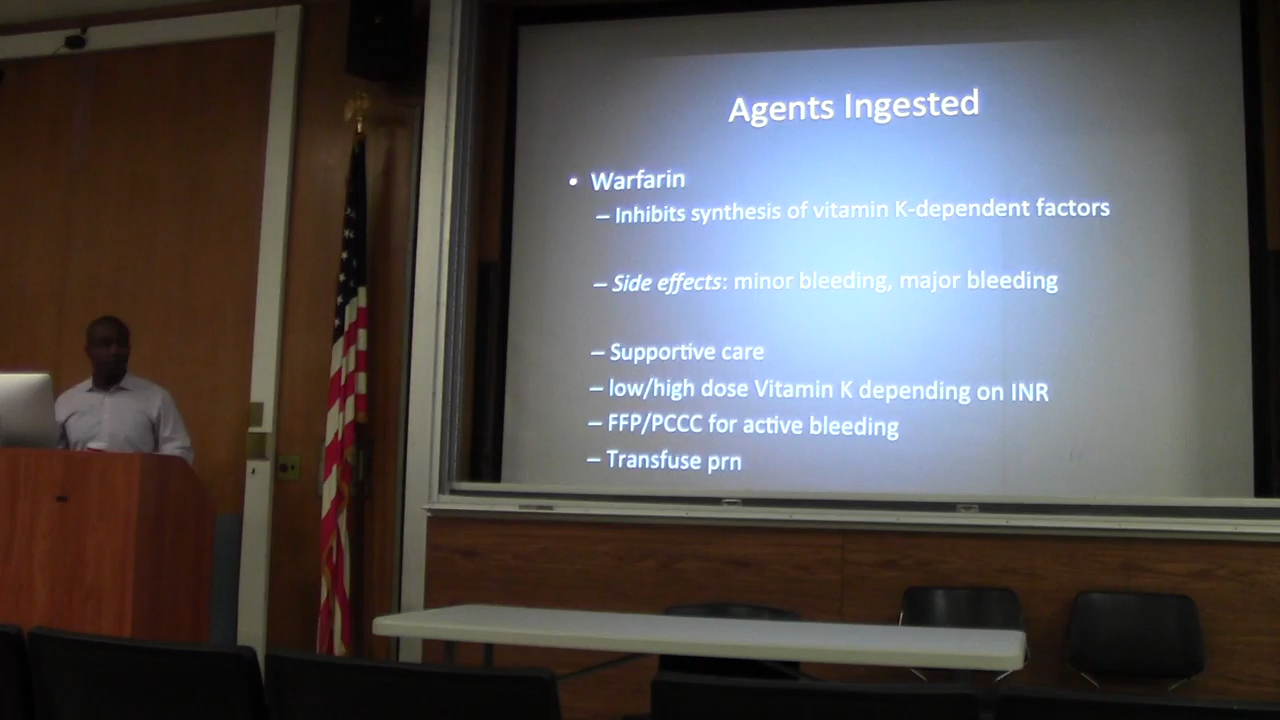 Agents Ingested
• Warfarin
– Inhibits synthesis of vitamin K-dependent factors
– Side effects: minor bleeding, major bleeding
– Supportive care
– low/high dose Vitamin K depending on INR
– FFP/PCCC for active bleeding
– Transfuse prn